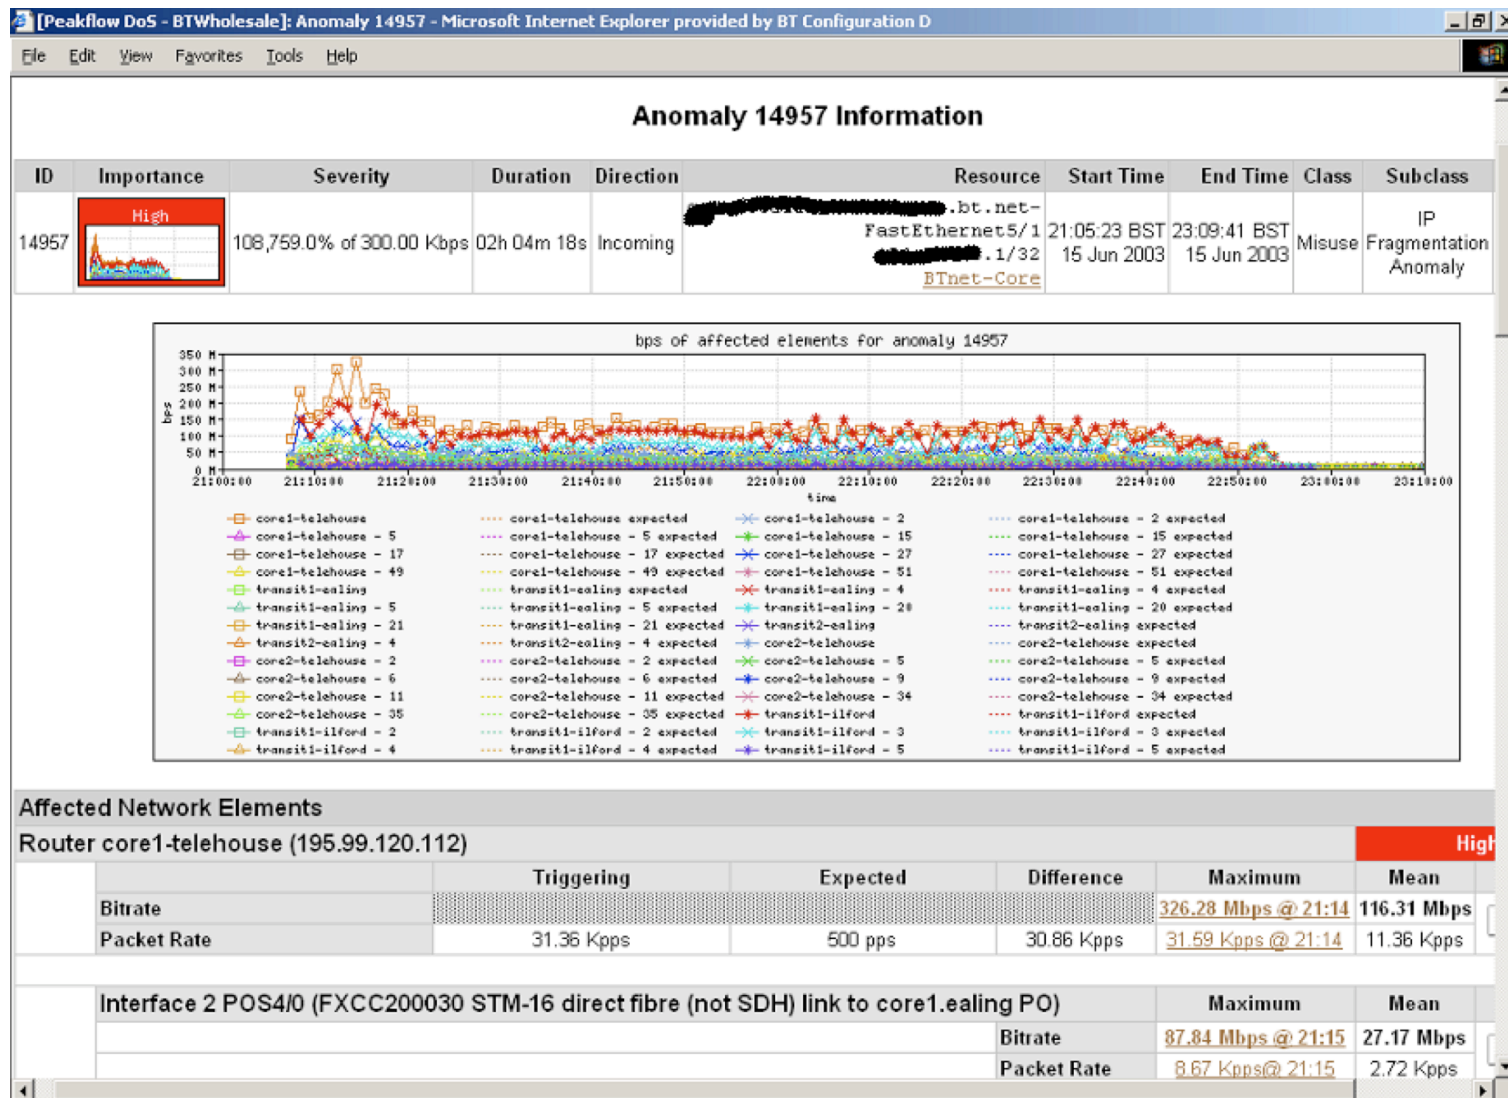 [Peakflow DoS - BTWholesale]: Anomaly 14957 - Microsoft Internet Explorer provided by BT Configuration D
File Edit View Favorites Tools Help
Anomaly 14957 Information
ID Importance Severity Duration Direction Resource Start Time End Time Class Subclass
14957 High 108,759.0% of 300.00 Kbps 02h 04m 18s Incoming .bt.net-FastEthernet5/1 .1/32 BTnet-Core 21:05:23 BST 15 Jun 2003 23:09:41 BST 15 Jun 2003 Misuse IP Fragmentation Anomaly
bps of affected elements for anomaly 14957
350 M
300 M
250 M
200 M
150 M
100 M
50 M
0 M
bps
21:00:00 21:10:00 21:20:00 21:30:00 21:40:00 21:50:00 22:00:00 22:10:00 22:20:00 22:30:00 22:40:00 22:50:00 23:00:00 23:10:00
time
core1-telehouse core1-telehouse expected core1-telehouse - 2 core1-telehouse - 2 expected
core1-telehouse - 5 core1-telehouse - 5 expected core1-telehouse - 15 core1-telehouse - 15 expected
core1-telehouse - 17 core1-telehouse - 17 expected core1-telehouse - 27 core1-telehouse - 27 expected
core1-telehouse - 49 core1-telehouse - 49 expected core1-telehouse - 51 core1-telehouse - 51 expected
transit1-ealing transit1-ealing expected transit1-ealing - 4 transit1-ealing - 4 expected
transit1-ealing - 5 transit1-ealing - 5 expected transit1-ealing - 20 transit1-ealing - 20 expected
transit1-ealing - 21 transit1-ealing - 21 expected transit2-ealing transit2-ealing expected
transit2-ealing - 4 transit2-ealing - 4 expected core2-telehouse core2-telehouse expected
core2-telehouse - 2 core2-telehouse - 2 expected core2-telehouse - 5 core2-telehouse - 5 expected
core2-telehouse - 6 core2-telehouse - 6 expected core2-telehouse - 9 core2-telehouse - 9 expected
core2-telehouse - 11 core2-telehouse - 11 expected core2-telehouse - 34 core2-telehouse - 34 expected
core2-telehouse - 35 core2-telehouse - 35 expected transit1-ilford transit1-ilford expected
transit1-ilford - 2 transit1-ilford - 2 expected transit1-ilford - 3 transit1-ilford - 3 expected
transit1-ilford - 4 transit1-ilford - 4 expected transit1-ilford - 5 transit1-ilford - 5 expected
Affected Network Elements
Router core1-telehouse (195.99.120.112) High
Triggering Expected Difference Maximum Mean
Bitrate 326.28 Mbps @ 21:14 116.31 Mbps
Packet Rate 31.36 Kpps 500 pps 30.86 Kpps 31.59 Kpps @ 21:14 11.36 Kpps
Interface 2 POS4/0 (FXCC200030 STM-16 direct fibre (not SDH) link to core1.ealing PO) Maximum Mean
Bitrate 87.84 Mbps @ 21:15 27.17 Mbps
Packet Rate 8.67 Kpps@ 21:15 2.72 Kpps